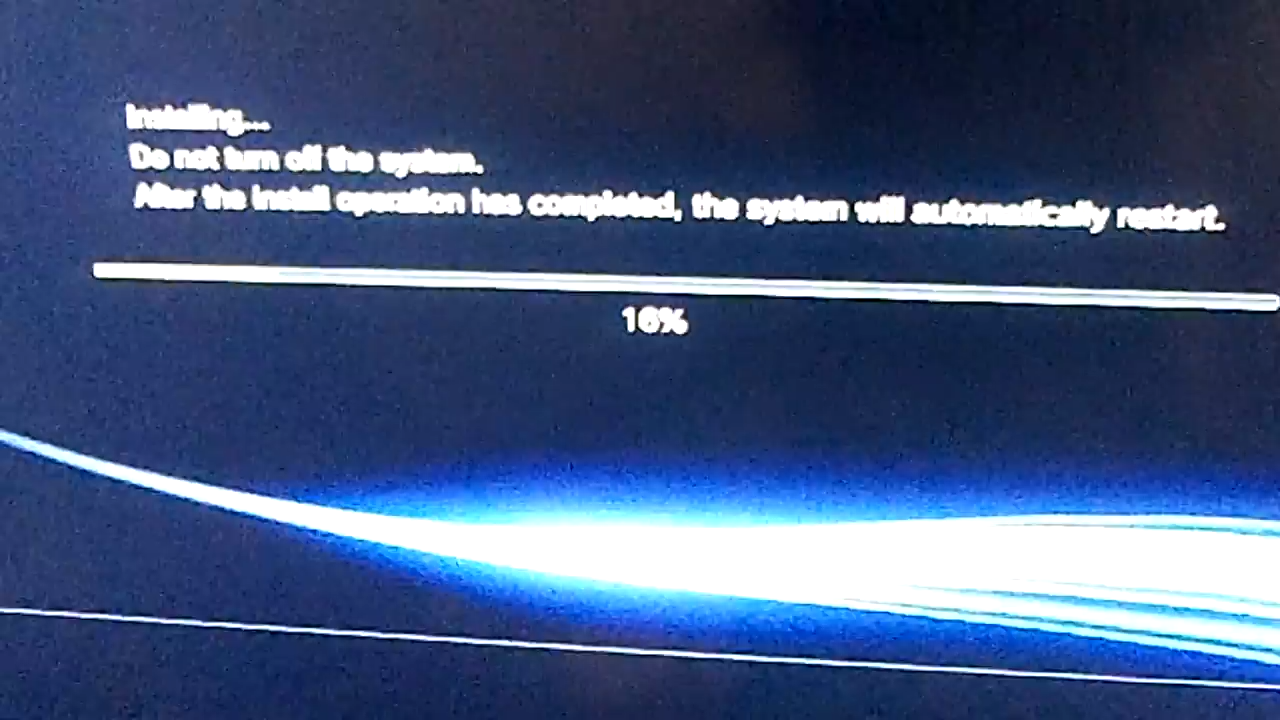 Installing...
Do not turn off the system.
After the install operation has completed, the system will automatically restart.
16%